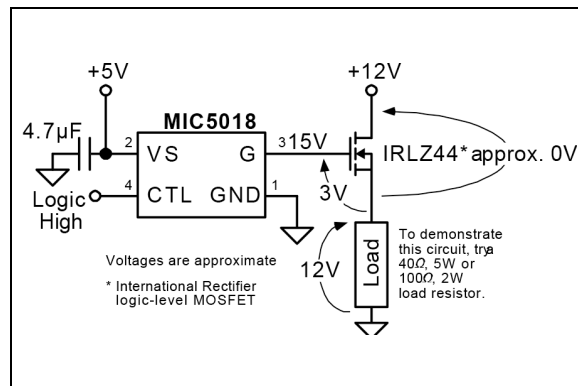 +5V
+12V
4.7µF
MIC5018
2
VS
G
3
15V
IRLZ44* approx. 0V
4
CTL
GND
1
3V
Logic
High
Voltages are approximate
* International Rectifier
logic-level MOSFET
12V
Load
To demonstrate
this circuit, try a
40Ω, 5W or
100Ω, 2W
load resistor.